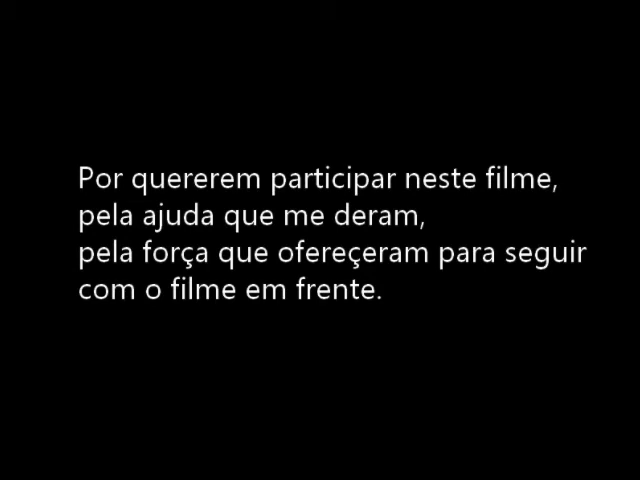 Por quererem participar neste filme,
pela ajuda que me deram,
pela força que ofereçeram para seguir
com o filme em frente.